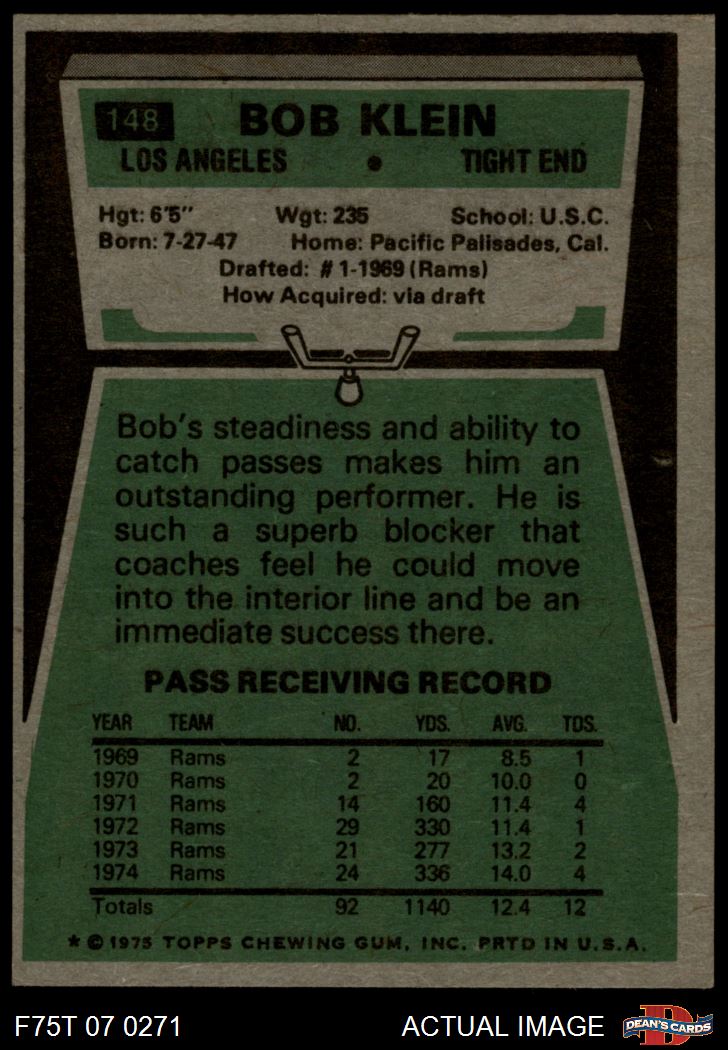 148 BOB KLEIN
LOS ANGELES • TIGHT END
Hgt: 6'5" Wgt: 235 School: U.S.C.
Born: 7-27-47 Home: Pacific Palisades, Cal.
Drafted: #1-1969 (Rams)
How Acquired: via draft
Bob's steadiness and ability to
catch passes makes him an
outstanding performer. He is
such a superb blocker that
coaches feel he could move
into the interior line and be an
immediate success there.
PASS RECEIVING RECORD
YEAR TEAM NO. YDS. AVG. TDS.
1969 Rams 2 17 8.5 1
1970 Rams 2 20 10.0 0
1971 Rams 14 160 11.4 4
1972 Rams 29 330 11.4 1
1973 Rams 21 277 13.2 2
1974 Rams 24 336 14.0 4
Totals 92 1140 12.4 12
* © 1975 TOPPS CHEWING GUM, INC. PRTD IN U.S.A.
F75T 07 0271 ACTUAL IMAGE D DEAN'S CARDS